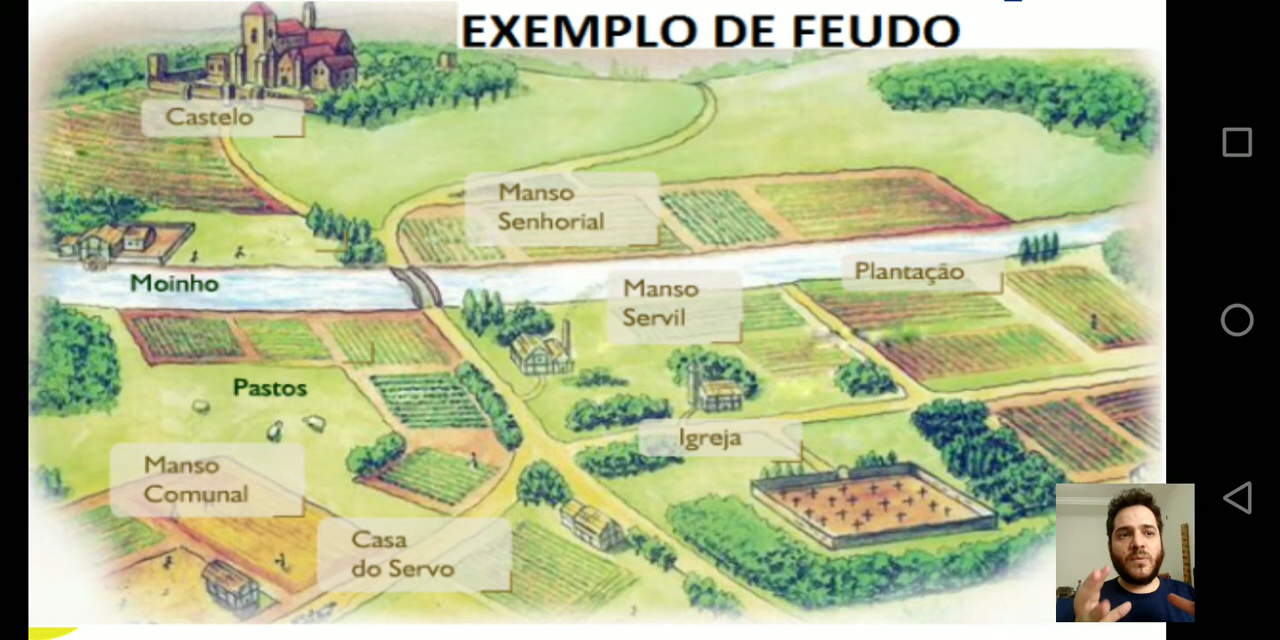 EXEMPLO DE FEUDO
Castelo
Manso
Senhorial
Moinho
Manso
Servil
Plantação
Pastos
Igreja
Manso
Comunal
Casa
do Servo